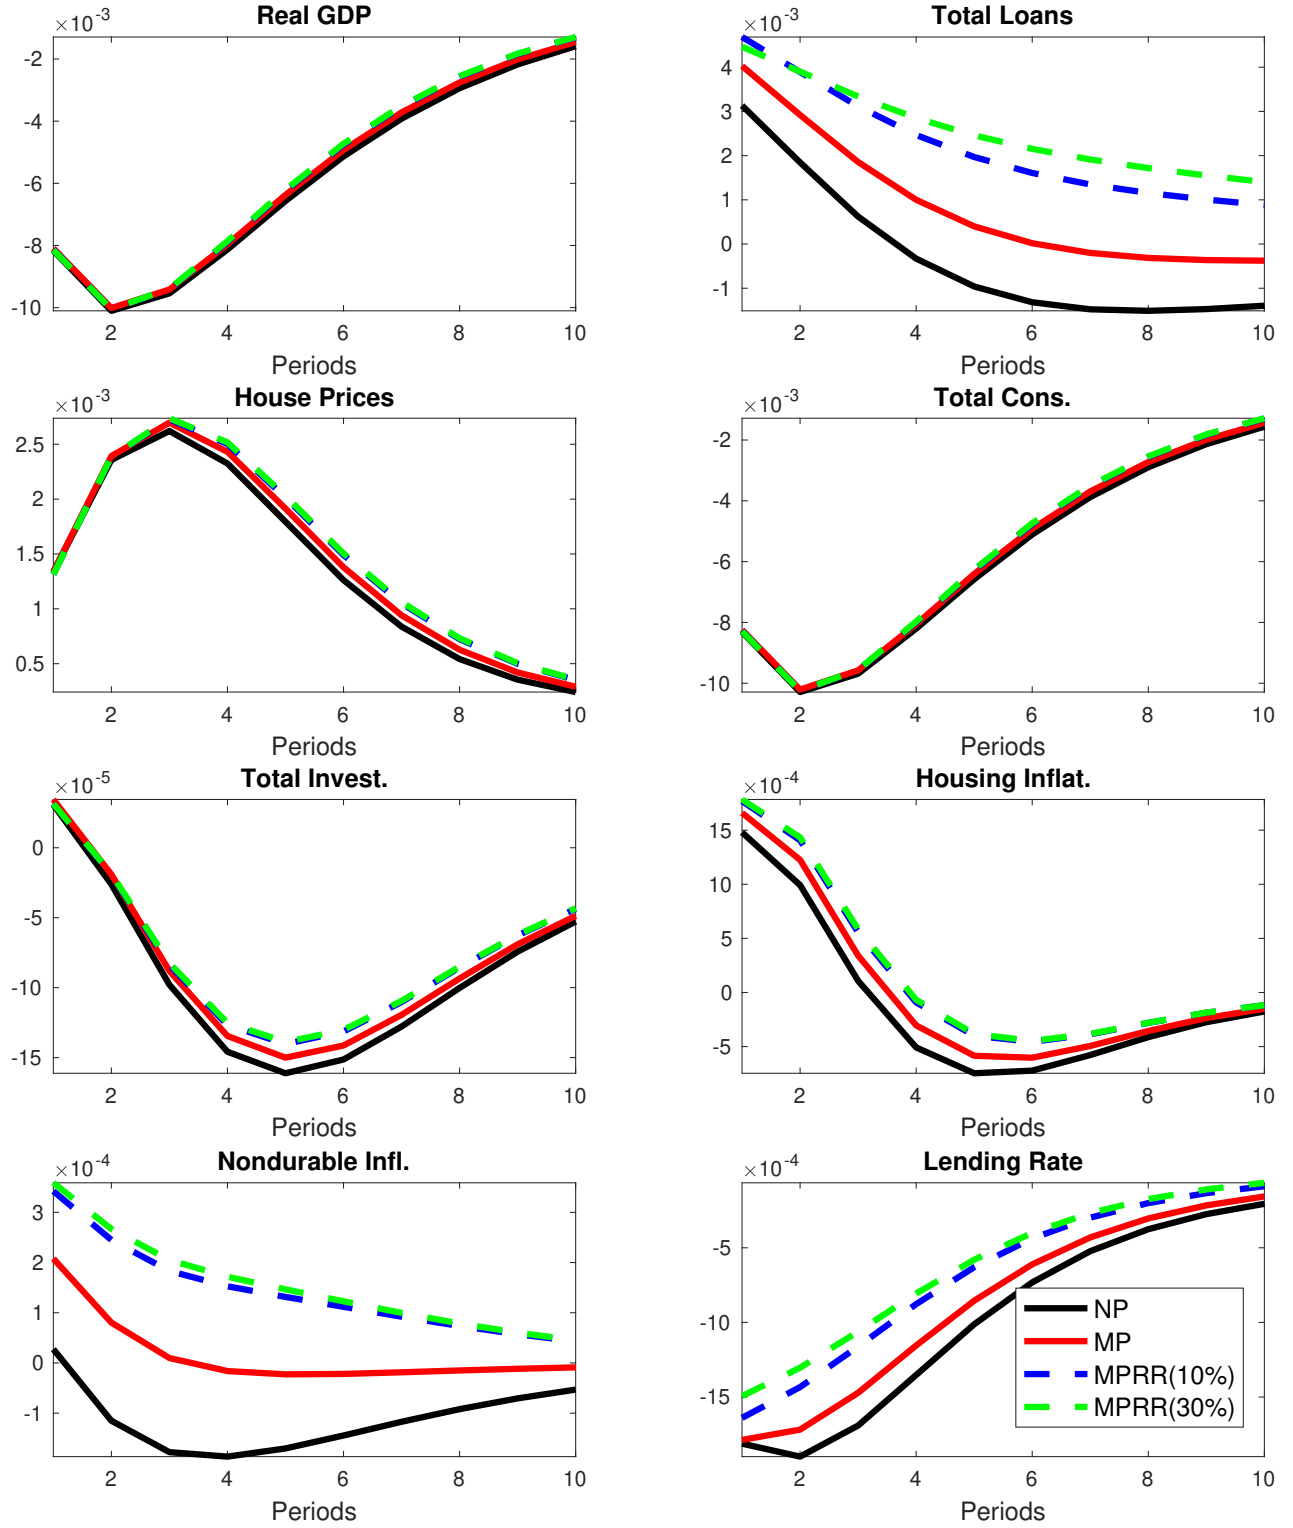 Real GDP
×10-3
-2
-4
-6
-8
-10
2 4 6 8 10
Periods
Total Loans
×10-3
4
3
2
1
0
-1
2 4 6 8 10
Periods
House Prices
×10-3
2.5
2
1.5
1
0.5
2 4 6 8 10
Periods
Total Cons.
×10-3
-2
-4
-6
-8
-10
2 4 6 8 10
Periods
Total Invest.
×10-5
0
-5
-10
-15
2 4 6 8 10
Periods
Housing Inflat.
×10-4
15
10
5
0
-5
2 4 6 8 10
Periods
Nondurable Infl.
×10-4
3
2
1
0
-1
2 4 6 8 10
Periods
Lending Rate
×10-4
-5
-10
-15
NP
MP
MPRR(10%)
MPRR(30%)
2 4 6 8 10
Periods